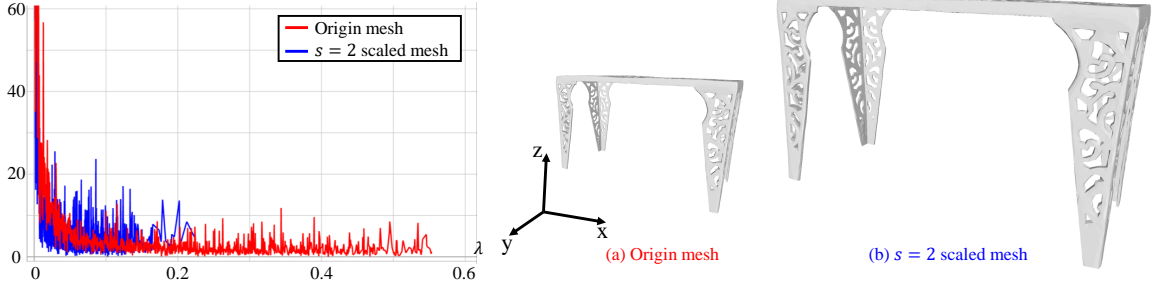 60
40
20
0
0
0.2
0.4
0.6
λ
Origin mesh
s = 2 scaled mesh
z
y
x
(a) Origin mesh
(b) s = 2 scaled mesh